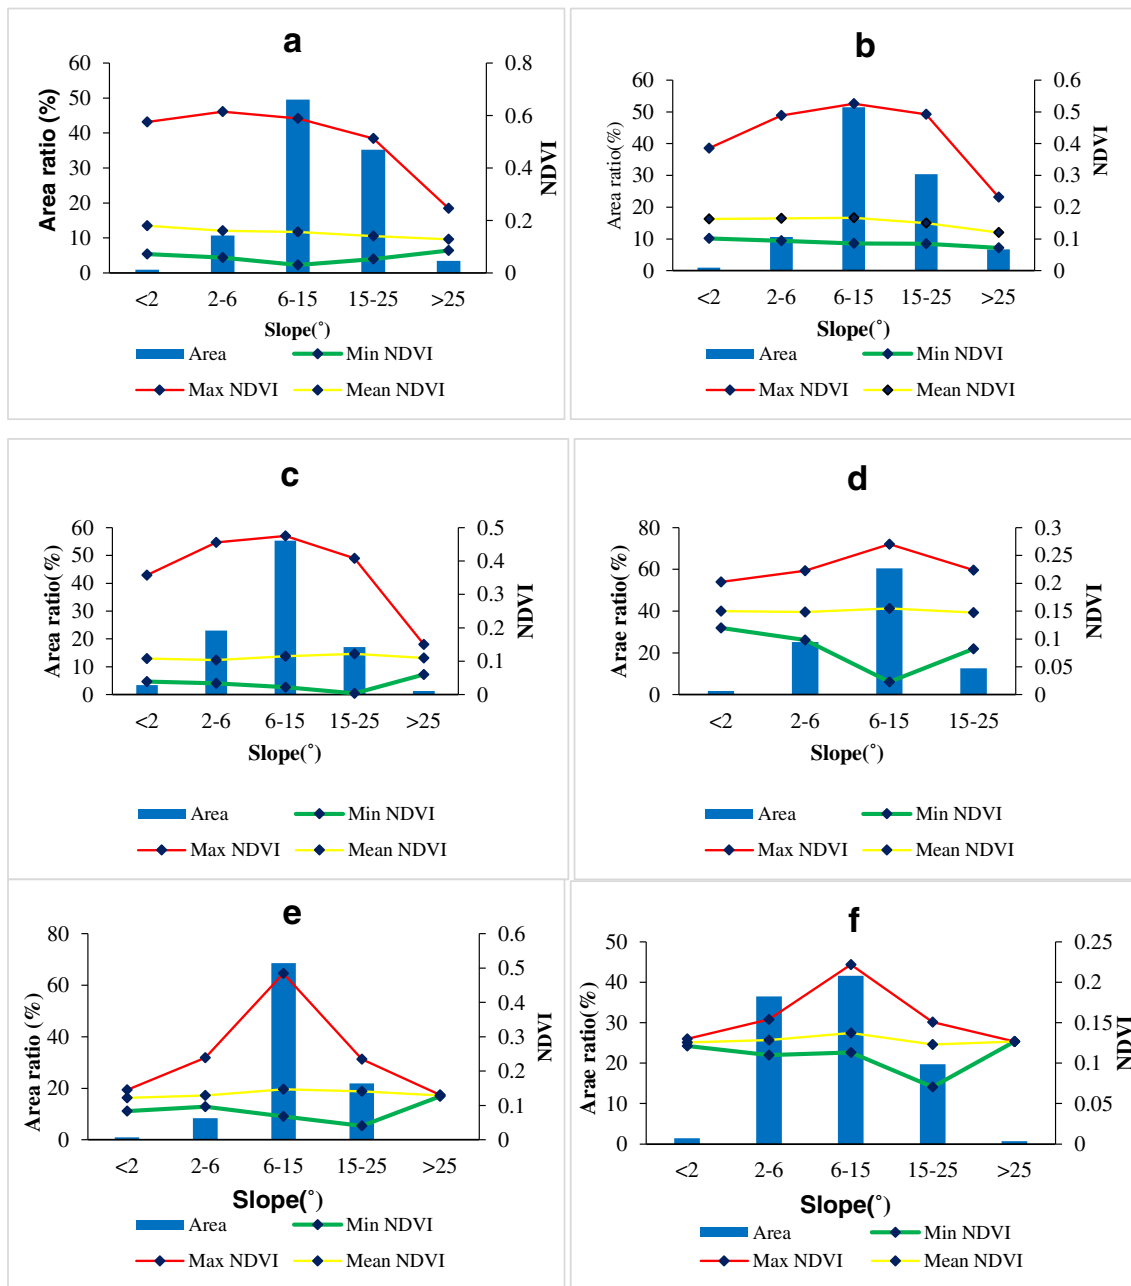 a
60
50
40
30
20
10
0
Area ratio (%)
0.8
0.6
0.4
0.2
0
NDVI
<2 2-6 6-15 15-25 >25
Slope(°)
Area Min NDVI
Max NDVI Mean NDVI
b
60
50
40
30
20
10
0
Area ratio(%)
0.6
0.5
0.4
0.3
0.2
0.1
0
NDVI
<2 2-6 6-15 15-25 >25
Slope(°)
Area Min NDVI
Max NDVI Mean NDVI
c
60
50
40
30
20
10
0
Area ratio(%)
0.5
0.4
0.3
0.2
0.1
0
NDVI
<2 2-6 6-15 15-25 >25
Slope(°)
Area Min NDVI
Max NDVI Mean NDVI
d
80
60
40
20
0
Arae ratio(%)
0.3
0.25
0.2
0.15
0.1
0.05
0
NDVI
<2 2-6 6-15 15-25
Slope(°)
Area Min NDVI
Max NDVI Mean NDVI
e
80
60
40
20
0
Area ratio (%)
0.6
0.5
0.4
0.3
0.2
0.1
0
NDVI
<2 2-6 6-15 15-25 >25
Slope(°)
Area Min NDVI
Max NDVI Mean NDVI
f
50
40
30
20
10
0
Arae ratio(%)
0.25
0.2
0.15
0.1
0.05
0
NDVI
<2 2-6 6-15 15-25 >25
Slope(°)
Area Min NDVI
Max NDVI Mean NDVI